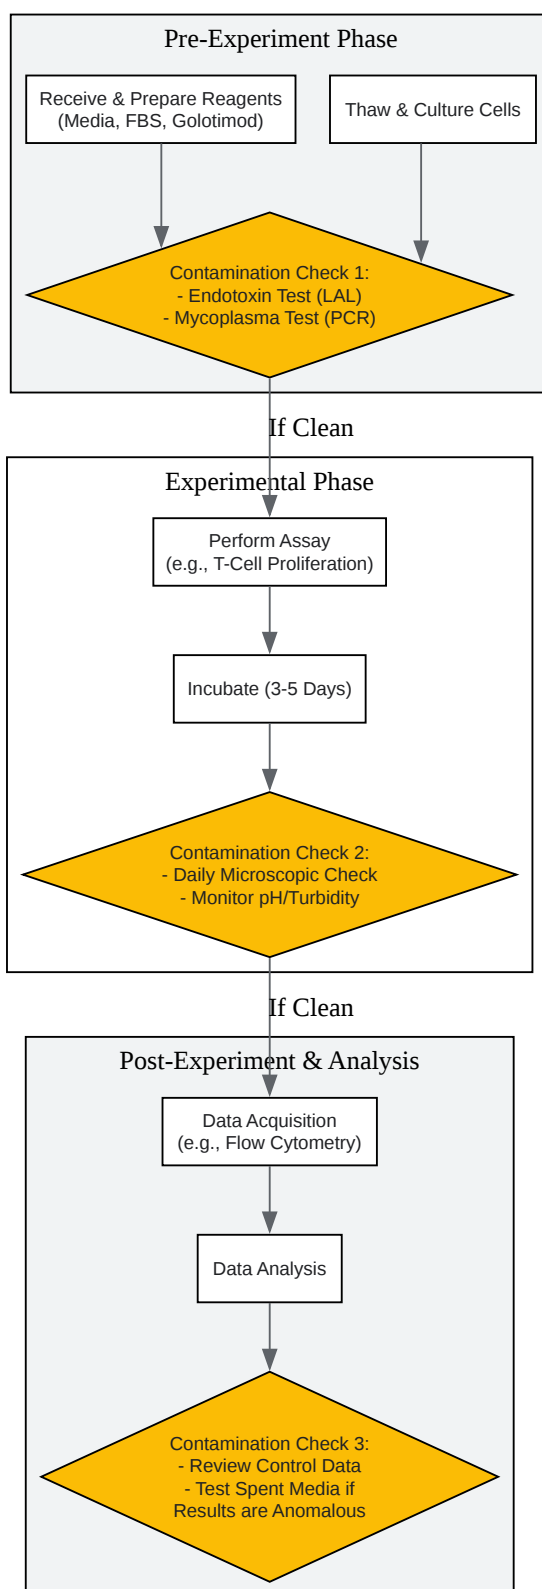 Pre-Experiment Phase
Receive & Prepare Reagents
(Media, FBS, Golotimod)
Thaw & Culture Cells
Contamination Check 1:
- Endotoxin Test (LAL)
- Mycoplasma Test (PCR)
If Clean
Experimental Phase
Perform Assay
(e.g., T-Cell Proliferation)
Incubate (3-5 Days)
Contamination Check 2:
- Daily Microscopic Check
- Monitor pH/Turbidity
If Clean
Post-Experiment & Analysis
Data Acquisition
(e.g., Flow Cytometry)
Data Analysis
Contamination Check 3:
- Review Control Data
- Test Spent Media if
Results are Anomalous